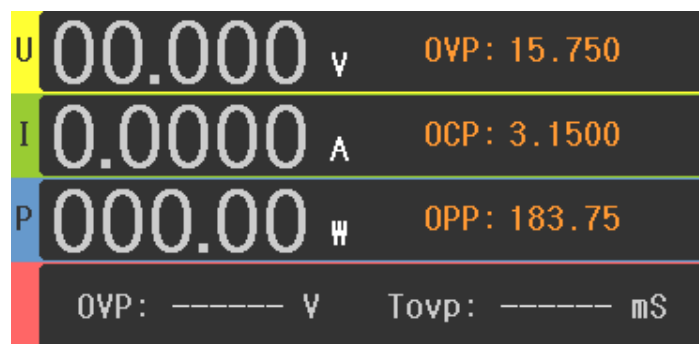 U 00.000 V OVP: 15.750
I 0.0000 A OCP: 3.1500
P 000.00 W OPP: 183.75
OVP: ------ V Tovp: ------ mS